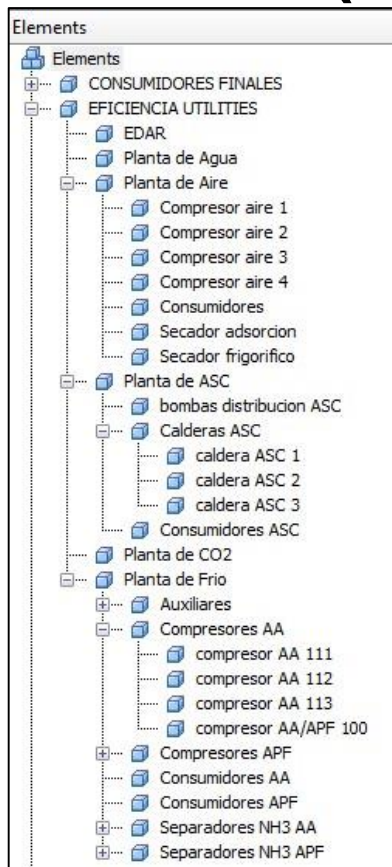 Elements
Elements
CONSUMIDORES FINALES
EFICIENCIA UTILITIES
EDAR
Planta de Agua
Planta de Aire
Compresor aire 1
Compresor aire 2
Compresor aire 3
Compresor aire 4
Consumidores
Secador adsorcion
Secador frigorifico
Planta de ASC
bombas distribucion ASC
Calderas ASC
caldera ASC 1
caldera ASC 2
caldera ASC 3
Consumidores ASC
Planta de CO2
Planta de Frio
Auxiliares
Compresores AA
compresor AA 111
compresor AA 112
compresor AA 113
compresor AA/APF 100
Compresores APF
Consumidores AA
Consumidores APF
Separadores NH3 AA
Separadores NH3 APF